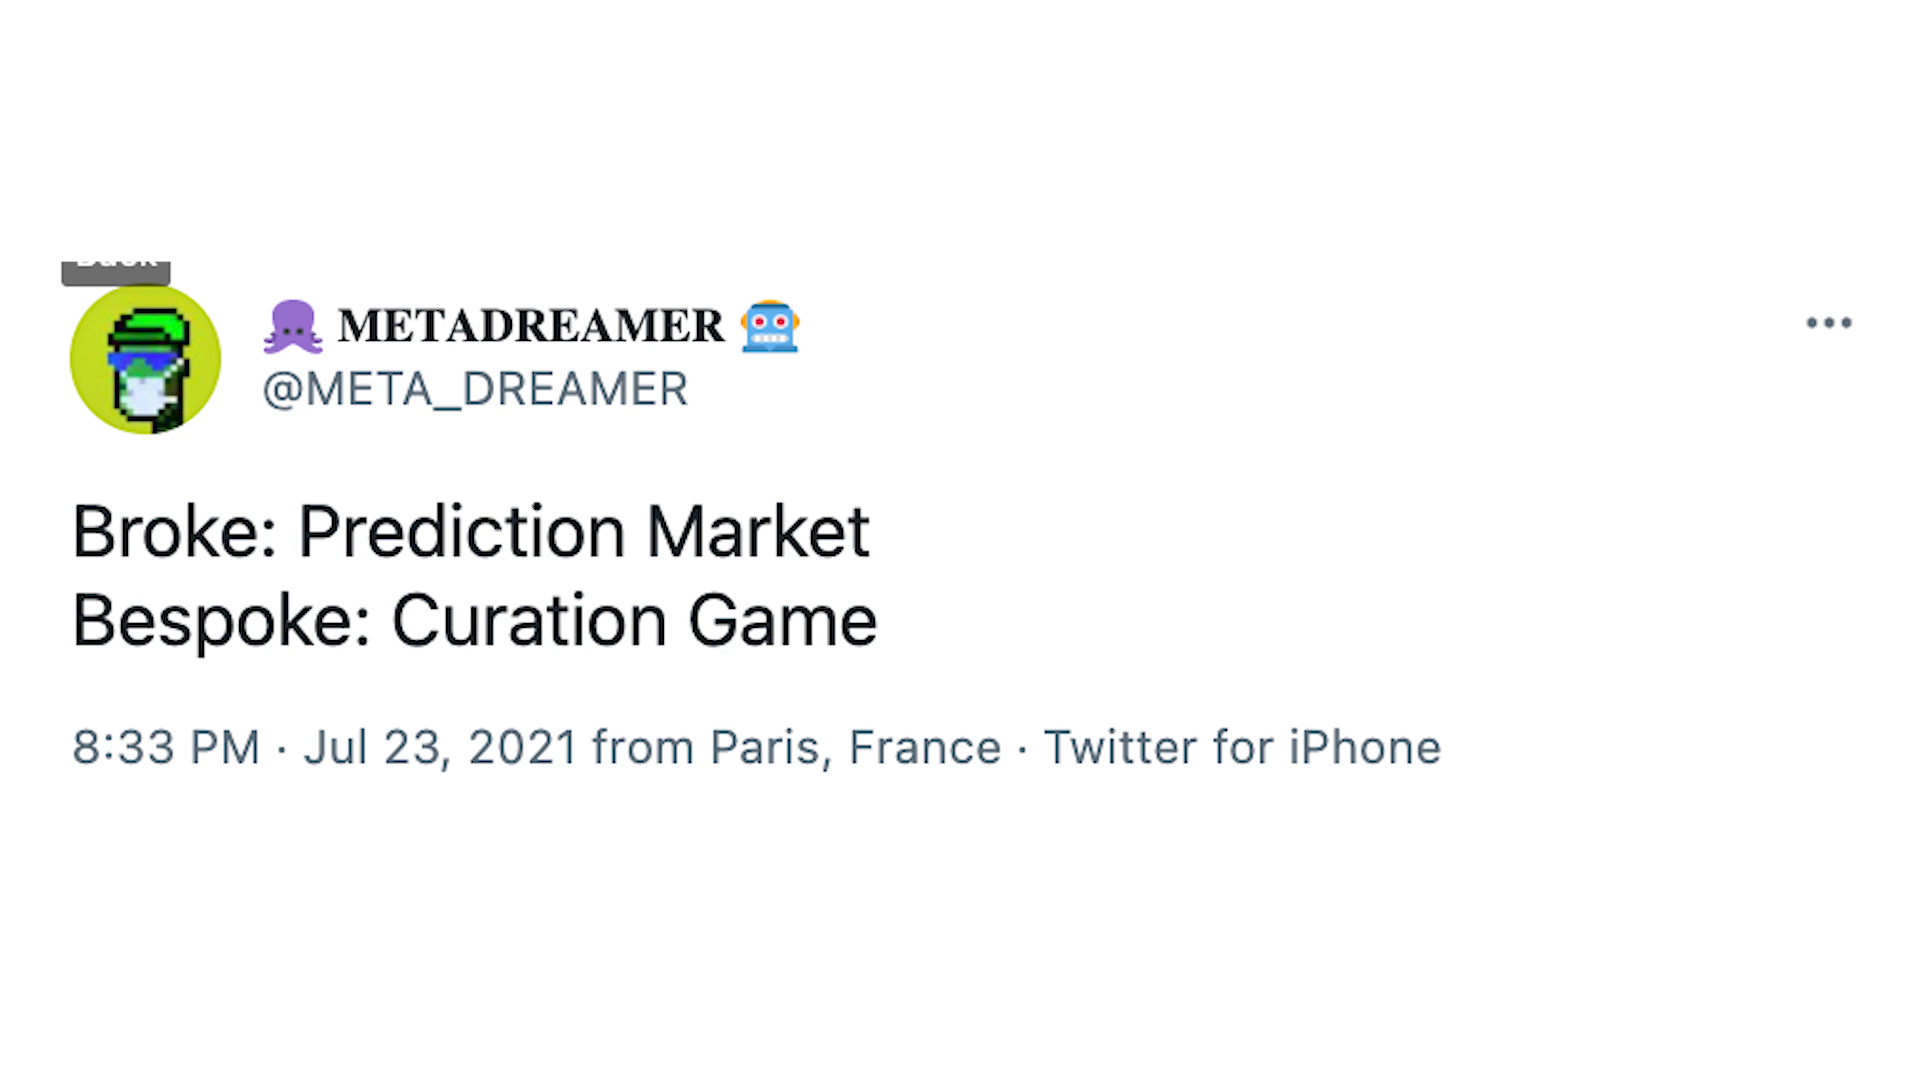 🐙 METADREAMER 🤖
@META_DREAMER
Broke: Prediction Market
Bespoke: Curation Game
8:33 PM · Jul 23, 2021 from Paris, France · Twitter for iPhone